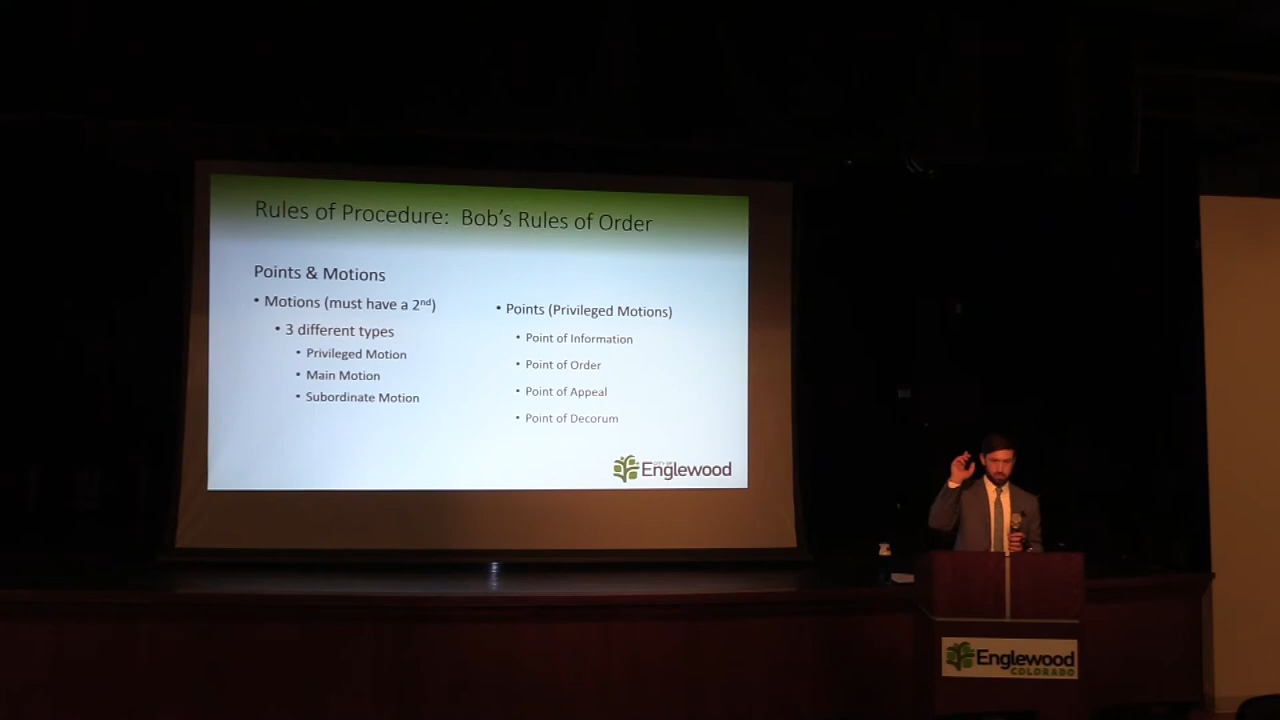 Rules of Procedure: Bob's Rules of Order
Points & Motions
• Motions (must have a 2nd)
• 3 different types
• Privileged Motion
• Main Motion
• Subordinate Motion
• Points (Privileged Motions)
• Point of Information
• Point of Order
• Point of Appeal
• Point of Decorum
CITY OF
Englewood
Englewood
COLORADO